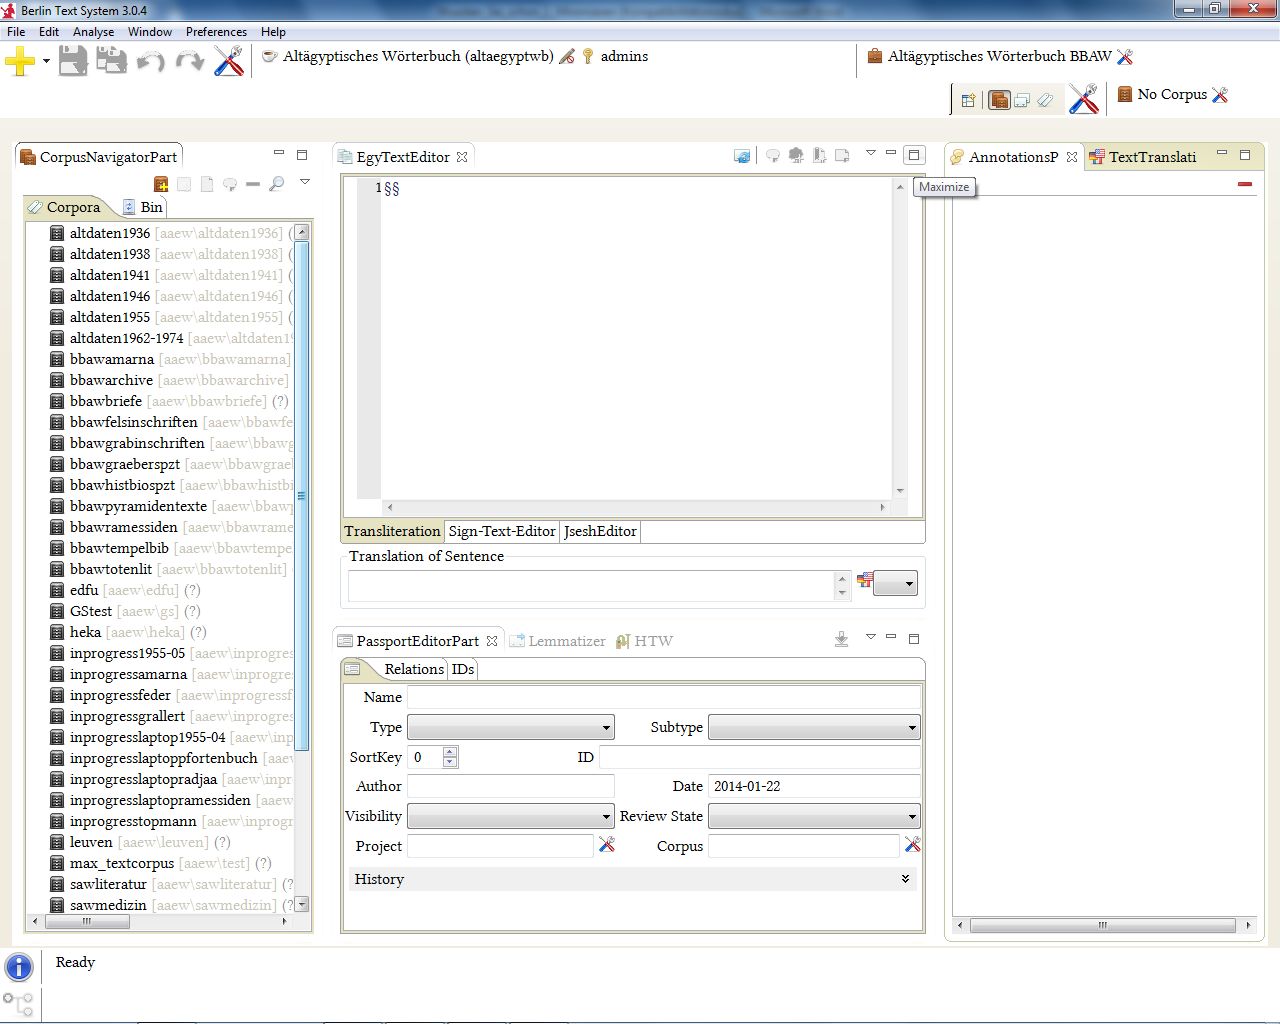 Berlin Text System 3.0.4
File Edit Analyse Window Preferences Help
Altägyptisches Wörterbuch (altaegyptwb) admins
Altägyptisches Wörterbuch BBAW
No Corpus
CorpusNavigatorPart
Corpora Bin
altdaten1936 [aaew\altdaten1936] (
altdaten1938 [aaew\altdaten1938] (
altdaten1941 [aaew\altdaten1941] (
altdaten1946 [aaew\altdaten1946] (
altdaten1955 [aaew\altdaten1955] (
altdaten1962-1974 [aaew\altdaten19
bbawamarna [aaew\bbawamarna]
bbawarchive [aaew\bbawarchive]
bbawbriefe [aaew\bbawbriefe] (?)
bbawfelsinschriften [aaew\bbawfe
bbawgrabinschriften [aaew\bbawg
bbawgraeberspzt [aaew\bbawgrae
bbawhistbiospzt [aaew\bbawhistbi
bbawpyramidentexte [aaew\bbawp
bbawramessiden [aaew\bbawrame
bbawtempelbib [aaew\bbawtempe
bbawtotenlit [aaew\bbawtotenlit]
edfu [aaew\edfu] (?)
GStest [aaew\gs] (?)
heka [aaew\heka] (?)
inprogress1955-05 [aaew\inprogres
inprogressamarna [aaew\inprogres
inprogressfeder [aaew\inprogressf
inprogressgrallert [aaew\inprogres
inprogresslaptop1955-04 [aaew\inp
inprogresslaptoppfortenbuch [aaew
inprogresslaptopradjaa [aaew\inpr
inprogresslaptopramessiden [aaew
inprogresstopmann [aaew\inprogr
leuven [aaew\leuven] (?)
max_textcorpus [aaew\test] (?)
sawliteratur [aaew\sawliteratur] (?
sawmedizin [aaew\sawmedizin] (?
EgyTextEditor
1 §§
Maximize
Transliteration Sign-Text-Editor JseshEditor
Translation of Sentence
PassportEditorPart Lemmatizer HTW
Relations IDs
Name
Type Subtype
SortKey 0 ID
Author Date 2014-01-22
Visibility Review State
Project Corpus
History
AnnotationsP TextTranslati
Ready